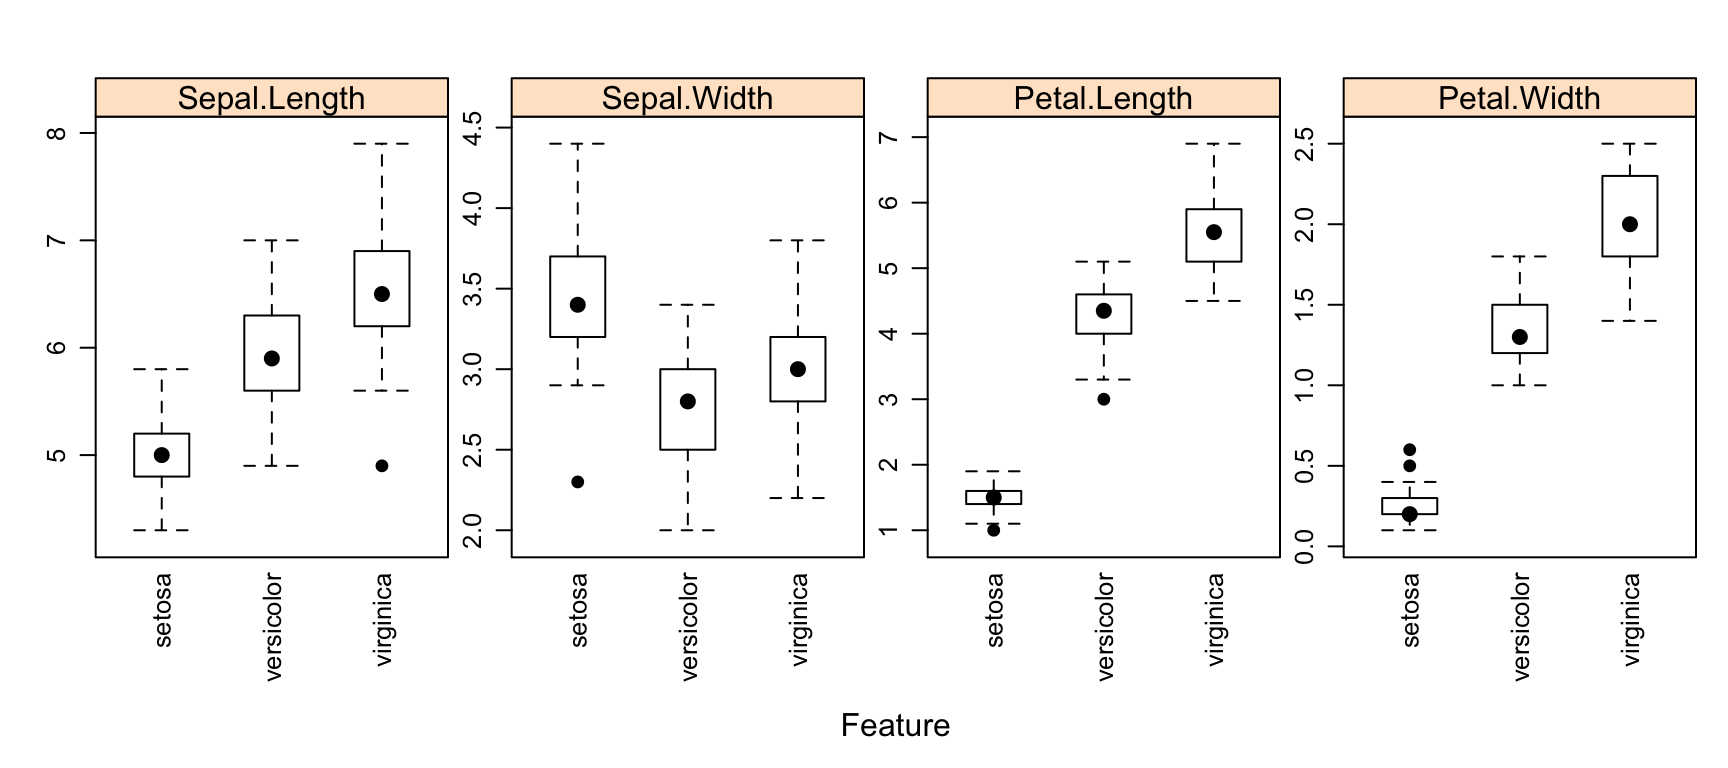 Sepal.Length
Sepal.Width
Petal.Length
Petal.Width
8
7
6
5
4.5
4.0
3.5
3.0
2.5
2.0
7
6
5
4
3
2
1
2.5
2.0
1.5
1.0
0.5
0.0
setosa
versicolor
virginica
setosa
versicolor
virginica
setosa
versicolor
virginica
setosa
versicolor
virginica
Feature